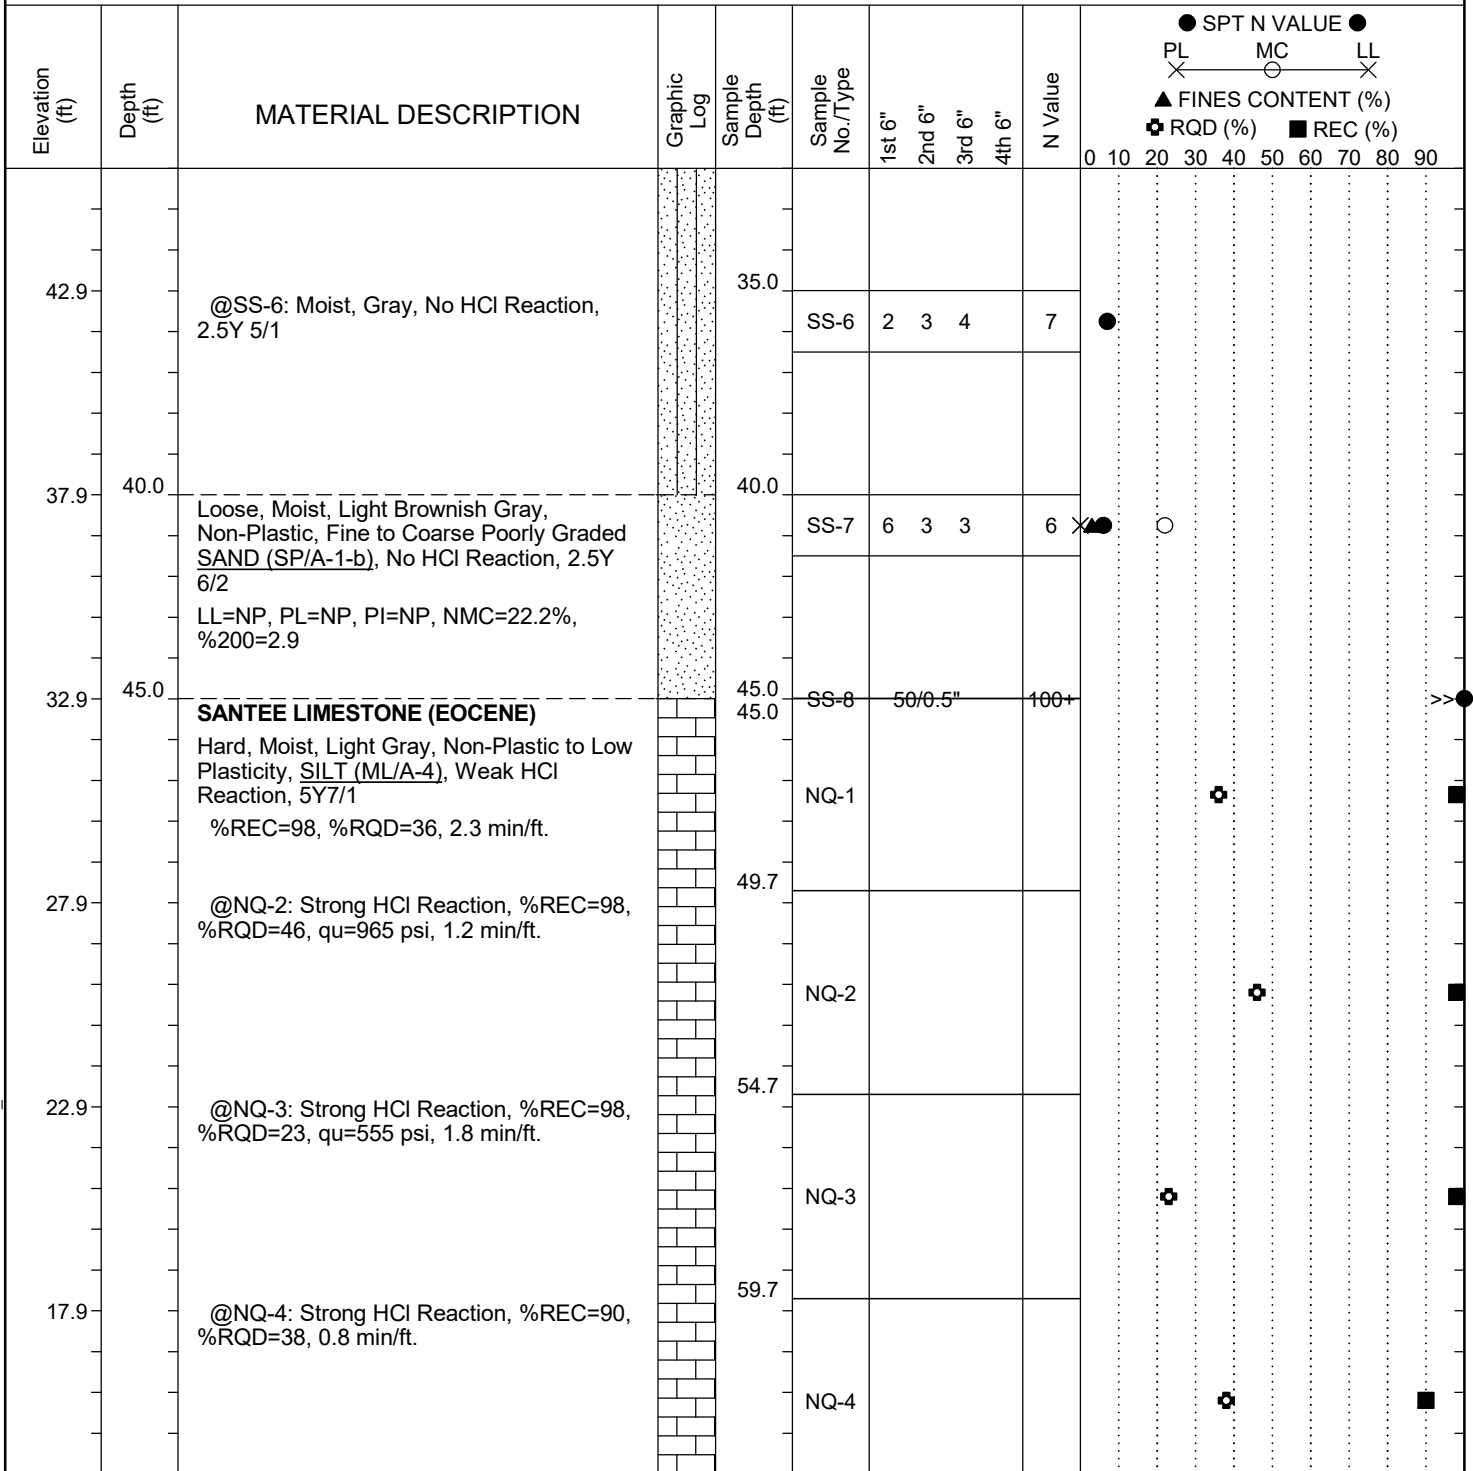 ● SPT N VALUE ●
PL MC LL
▲ FINES CONTENT (%)
RQD (%) ■ REC (%)
Elevation (ft)
Depth (ft)
MATERIAL DESCRIPTION
Graphic Log
Sample Depth (ft)
Sample No./Type
1st 6"
2nd 6"
3rd 6"
4th 6"
N Value
0 10 20 30 40 50 60 70 80 90
35.0
42.9
@SS-6: Moist, Gray, No HCl Reaction,
2.5Y 5/1
SS-6 2 3 4 7
37.9 40.0 40.0
Loose, Moist, Light Brownish Gray,
Non-Plastic, Fine to Coarse Poorly Graded
SAND (SP/A-1-b), No HCl Reaction, 2.5Y
6/2
SS-7 6 3 3 6
LL=NP, PL=NP, PI=NP, NMC=22.2%,
%200=2.9
32.9 45.0 45.0
SS-8 50/0.5" 100+ >>
45.0
SANTEE LIMESTONE (EOCENE)
Hard, Moist, Light Gray, Non-Plastic to Low
Plasticity, SILT (ML/A-4), Weak HCl
Reaction, 5Y7/1
NQ-1
%REC=98, %RQD=36, 2.3 min/ft.
49.7
27.9
@NQ-2: Strong HCl Reaction, %REC=98,
%RQD=46, qu=965 psi, 1.2 min/ft.
NQ-2
54.7
22.9
@NQ-3: Strong HCl Reaction, %REC=98,
%RQD=23, qu=555 psi, 1.8 min/ft.
NQ-3
59.7
17.9
@NQ-4: Strong HCl Reaction, %REC=90,
%RQD=38, 0.8 min/ft.
NQ-4